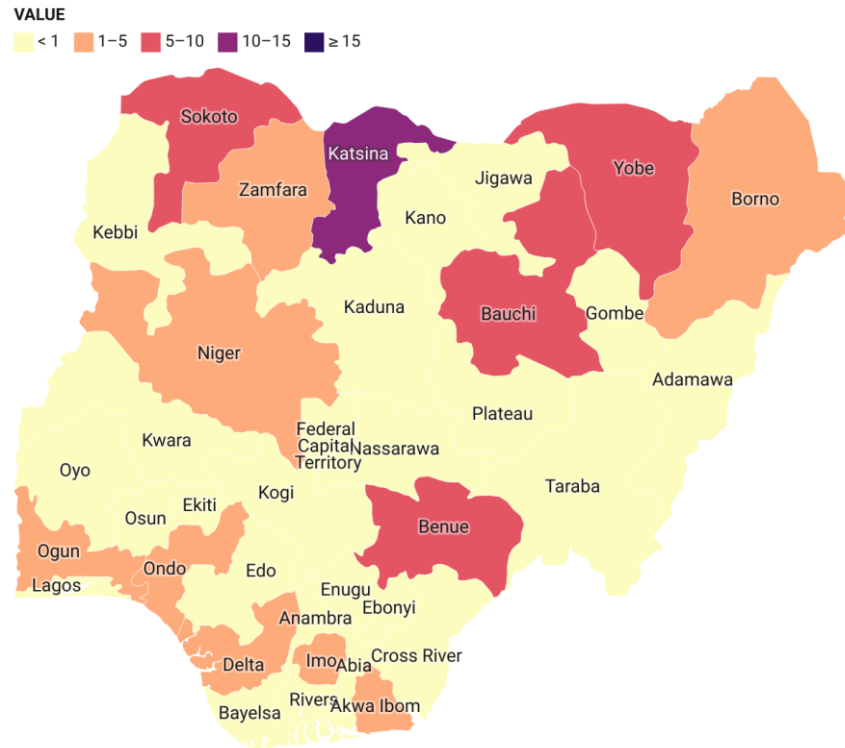 VALUE
< 1 1–5 5–10 10–15 ≥ 15
Sokoto
Katsina
Yobe
Jigawa
Zamfara
Borno
Kano
Kebbi
Kaduna
Bauchi
Gombe
Niger
Adamawa
Plateau
Federal
Capital
Territory
Nassarawa
Kwara
Oyo
Taraba
Kogi
Ekiti
Osun
Benue
Ogun
Ondo
Edo
Lagos
Enugu
Ebonyi
Anambra
Cross River
Imo
Abia
Delta
Rivers
Akwa Ibom
Bayelsa